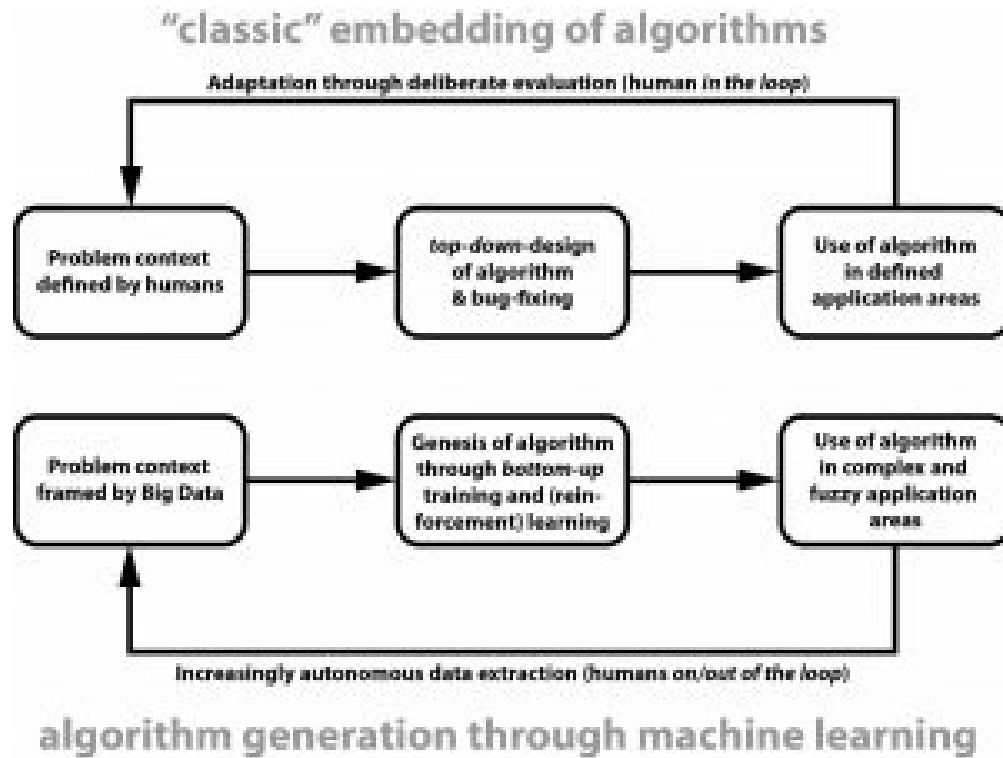 “classic” embedding of algorithms
Adaptation through deliberate evaluation (human in the loop)
Problem context
defined by humans
top-down-design
of algorithm
& bug-fixing
Use of algorithm
in defined
application areas
Problem context
framed by Big Data
Genesis of algorithm
through bottom-up
training and (rein-
forcement) learning
Use of algorithm
in complex and
fuzzy application
areas
Increasingly autonomous data extraction (humans on/out of the loop)
algorithm generation through machine learning